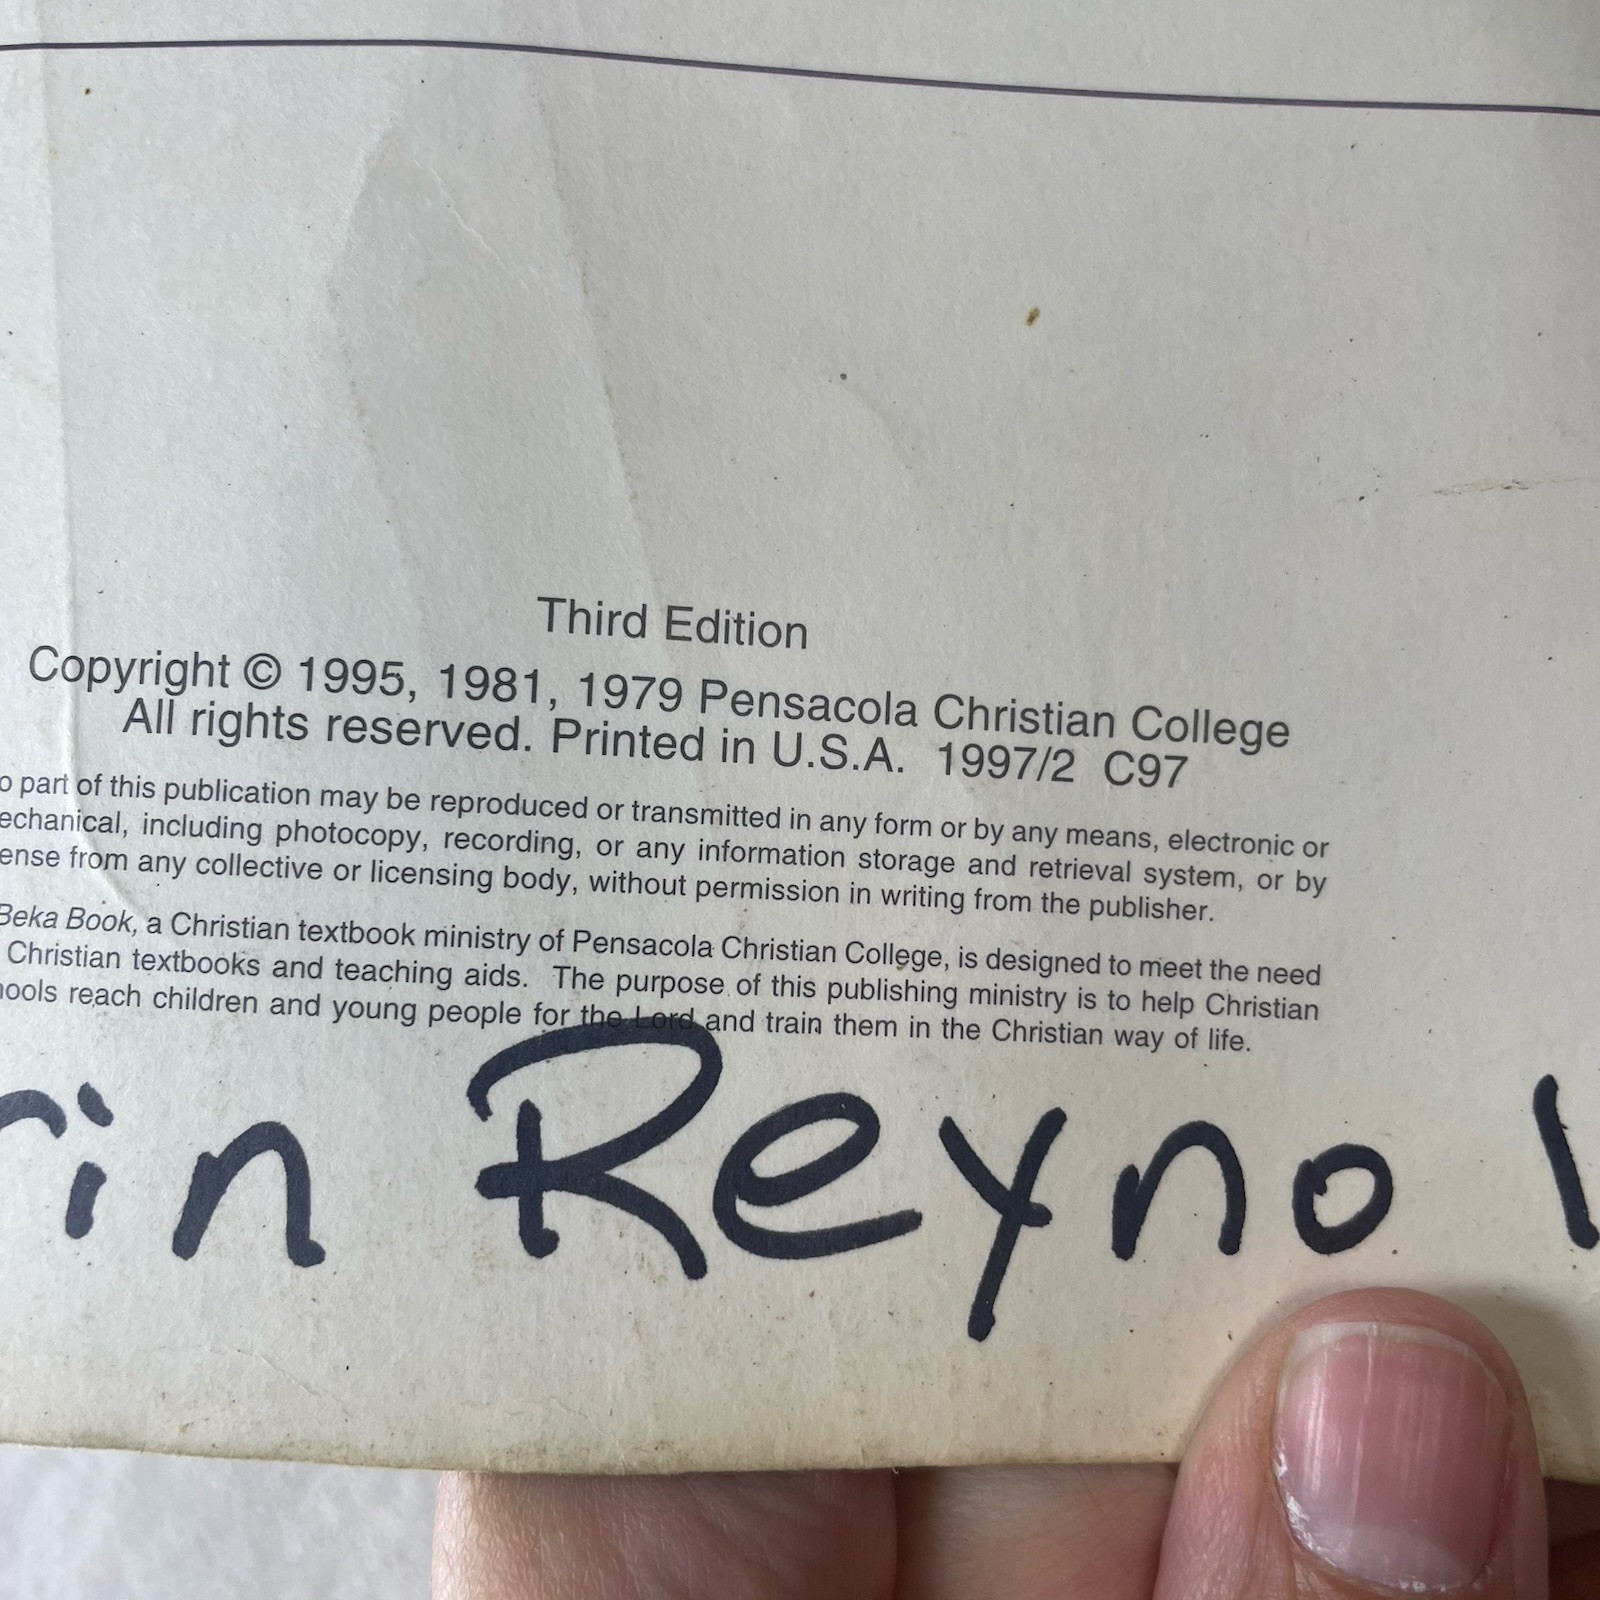 Third Edition
Copyright © 1995, 1981, 1979 Pensacola Christian College
All rights reserved. Printed in U.S.A. 1997/2 C97
o part of this publication may be reproduced or transmitted in any form or by any means, electronic or
echanical, including photocopy, recording, or any information storage and retrieval system, or by
ense from any collective or licensing body, without permission in writing from the publisher.
Beka Book, a Christian textbook ministry of Pensacola Christian College, is designed to meet the need
Christian textbooks and teaching aids. The purpose of this publishing ministry is to help Christian
hools reach children and young people for the Lord and train them in the Christian way of life.
rin Reynol